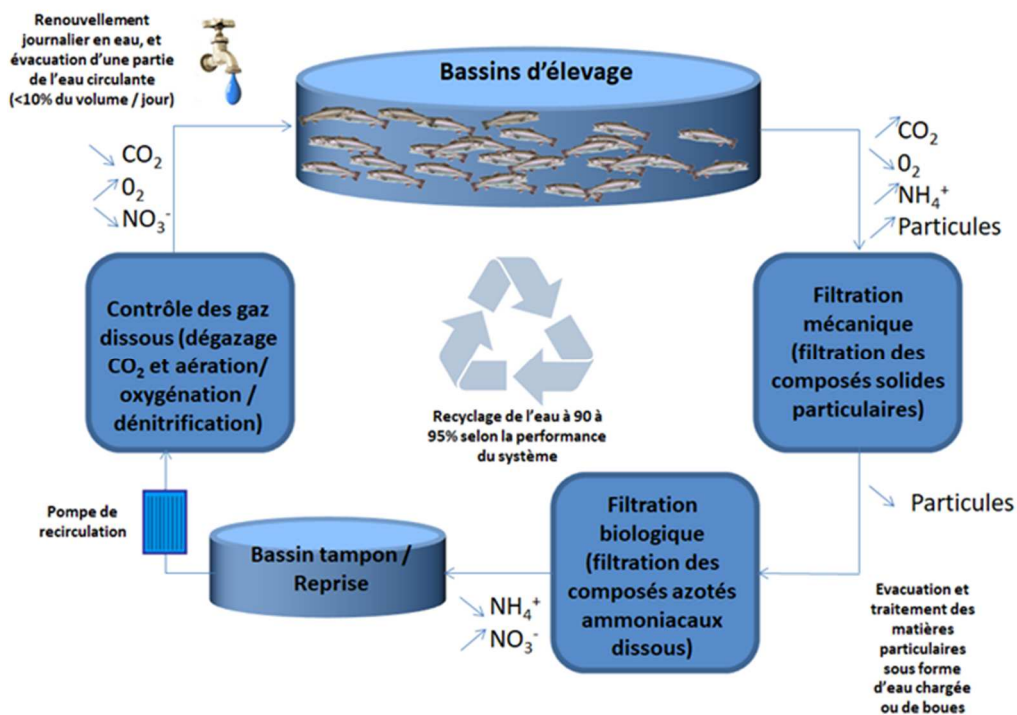 Renouvellement
journalier en eau, et
évacuation d'une partie
de l'eau circulante
(<10% du volume / jour)
Bassins d'élevage
↘ CO₂
↗ 0₂
↘ NO₃⁻
↗ CO₂
↘ 0₂
↗ NH₄⁺
↗ Particules
Contrôle des gaz
dissous (dégazage
CO₂ et aération/
oxygénation /
dénitrification)
Filtration
mécanique
(filtration des
composés solides
particulaires)
Recyclage de l'eau à 90 à
95% selon la performance
du système
↘ Particules
Pompe de
recirculation
Bassin tampon /
Reprise
Filtration
biologique
(filtration des
composés azotés
ammoniacaux
dissous)
↘ NH₄⁺
↗ NO₃⁻
Evacuation et
traitement des
matières
particulaires
sous forme
d'eau chargée
ou de boues